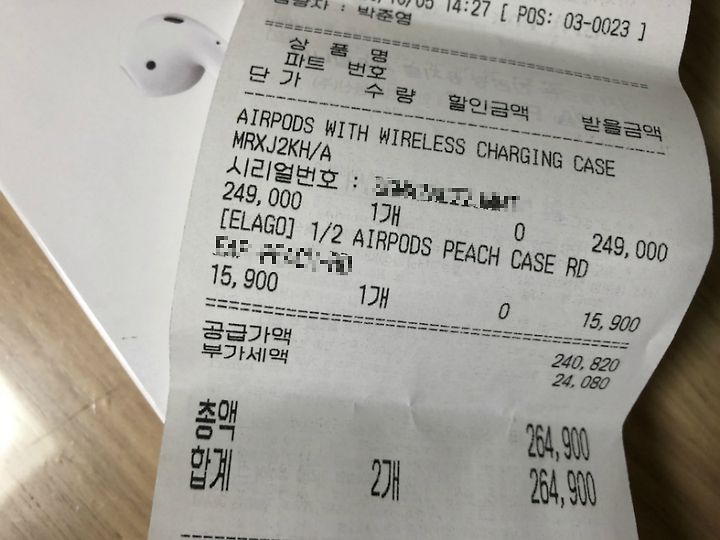 /05 14:27 [ POS: 03-0023 ]
: 박준영
상 품 명
파트 번호
단 가 수 량 할인금액 받을금액
AIRPODS WITH WIRELESS CHARGING CASE
MRXJ2KH/A
시리얼번호 :
249,000 1개 0 249,000
[ELAGO] 1/2 AIRPODS PEACH CASE RD
15,900 1개 0 15,900
공급가액 240,820
부가세액 24,080
총액 264,900
합계 2개 264,900